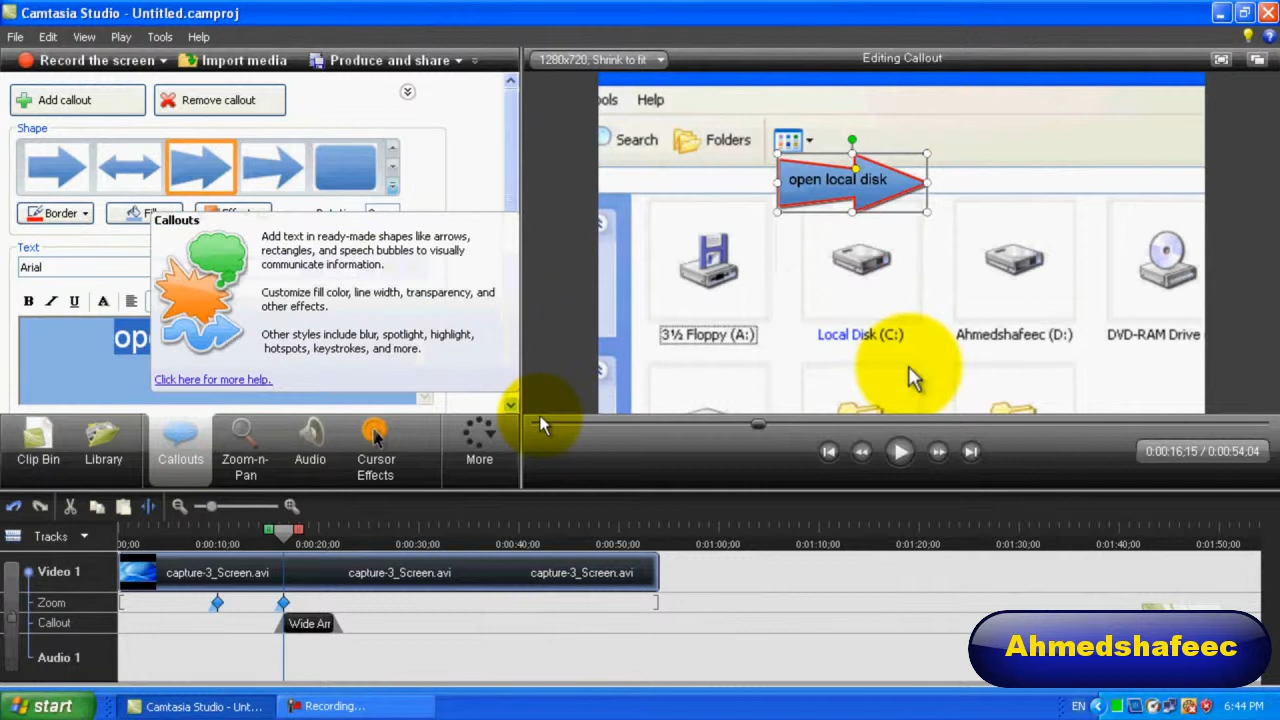 Camtasia Studio - Untitled.camproj
File Edit View Play Tools Help
Record the screen Import media Produce and share
1280x720, Shrink to fit Editing Callout
Add callout Remove callout
Shape
Border Fill
Callouts
Add text in ready-made shapes like arrows,
rectangles, and speech bubbles to visually
communicate information.
Customize fill color, line width, transparency, and
other effects.
Other styles include blur, spotlight, highlight,
hotspots, keystrokes, and more.
Click here for more help.
Text
Arial
B I U A
ope
ools Help
Search Folders
open local disk
3½ Floppy (A:) Local Disk (C:) Ahmedshafeec (D:) DVD-RAM Drive
Clip Bin Library Callouts Zoom-n-Pan Audio Cursor Effects More
0:00:16;15 / 0:00:54;04
Tracks
00;00 0:00:10;00 0:00:20;00 0:00:30;00 0:00:40;00 0:00:50;00 0:01:00;00 0:01:10;00 0:01:20;00 0:01:30;00 0:01:40;00 0:01:50;00
Video 1 capture-3_Screen.avi capture-3_Screen.avi capture-3_Screen.avi
Zoom
Callout Wide Arr
Audio 1
Ahmedshafeec
start Camtasia Studio - Unt... Recording... EN 6:44 PM